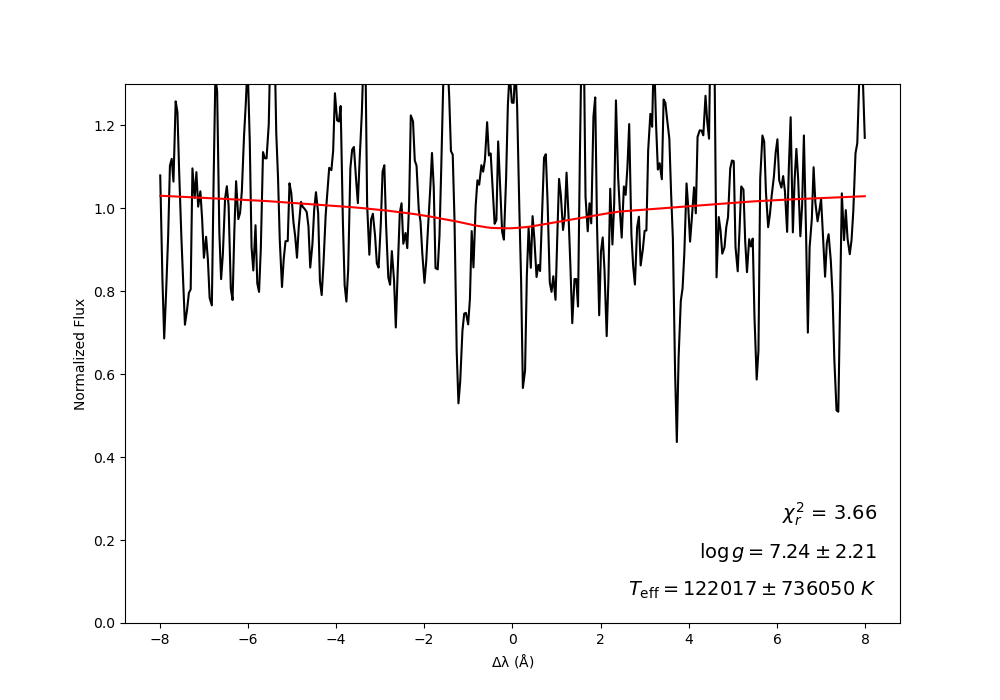 1.2
1.0
0.8
0.6
0.4
0.2
0.0
Normalized Flux
χ²ᵣ = 3.66
log g = 7.24 ± 2.21
T_eff = 122017 ± 736050 K
−8 −6 −4 −2 0 2 4 6 8
Δλ (Å)